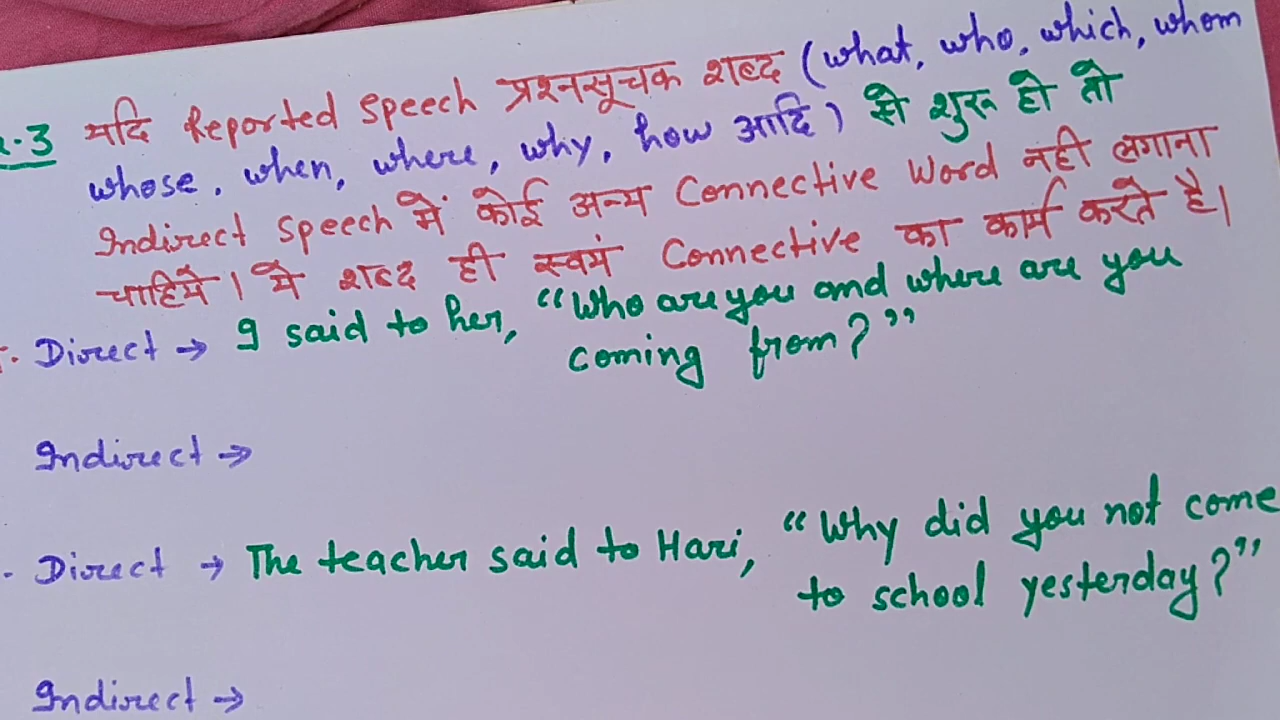 R.3 यदि Reported speech प्रश्नसूचक शब्द (what, who, which, whom
whose, when, where, why, how आदि) से शुरू हो तो
Indirect speech में कोई अन्य Connective Word नही लगाना
चाहिये। ये शब्द ही स्वयं Connective का कार्य करते है।
Direct → I said to her, “Who are you and where are you
coming from?”
Indirect →
Direct → The teacher said to Hari, “Why did you not come
to school yesterday?”
Indirect →